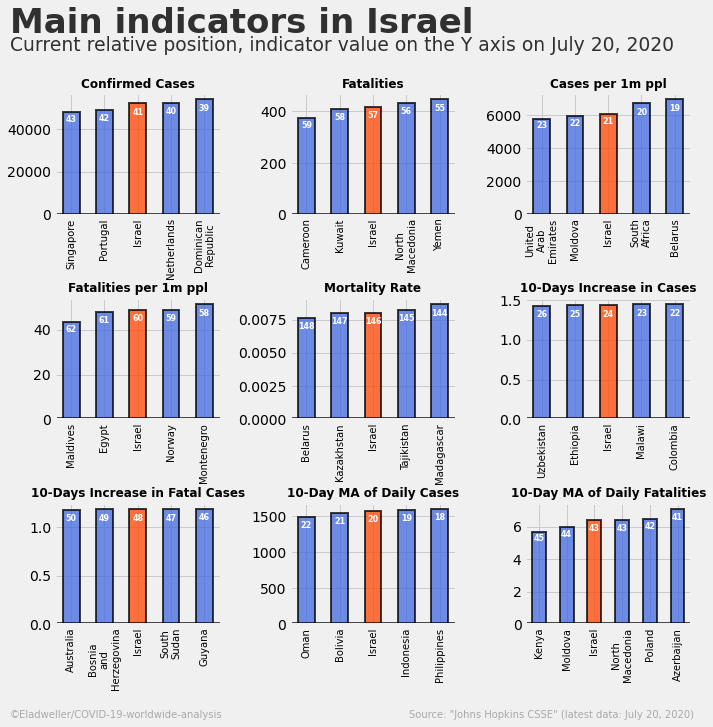 Main indicators in Israel
Current relative position, indicator value on the Y axis on July 20, 2020
Confirmed Cases
40000
20000
0
43
42
41
40
39
Singapore
Portugal
Israel
Netherlands
Dominican
Republic
Fatalities
400
200
0
59
58
57
56
55
Cameroon
Kuwait
Israel
North
Macedonia
Yemen
Cases per 1m ppl
6000
4000
2000
0
23
22
21
20
19
United
Arab
Emirates
Moldova
Israel
South
Africa
Belarus
Fatalities per 1m ppl
40
20
0
62
61
60
59
58
Maldives
Egypt
Israel
Norway
Montenegro
Mortality Rate
0.0075
0.0050
0.0025
0.0000
148
147
146
145
144
Belarus
Kazakhstan
Israel
Tajikistan
Madagascar
10-Days Increase in Cases
1.5
1.0
0.5
0.0
26
25
24
23
22
Uzbekistan
Ethiopia
Israel
Malawi
Colombia
10-Days Increase in Fatal Cases
1.0
0.5
0.0
50
49
48
47
46
Australia
Bosnia
and
Herzegovina
Israel
South
Sudan
Guyana
10-Day MA of Daily Cases
1500
1000
500
0
22
21
20
19
18
Oman
Bolivia
Israel
Indonesia
Philippines
10-Day MA of Daily Fatalities
6
4
2
0
45
44
43
43
42
41
Kenya
Moldova
Israel
North
Macedonia
Poland
Azerbaijan
©Eladweller/COVID-19-worldwide-analysis
Source: "Johns Hopkins CSSE" (latest data: July 20, 2020)